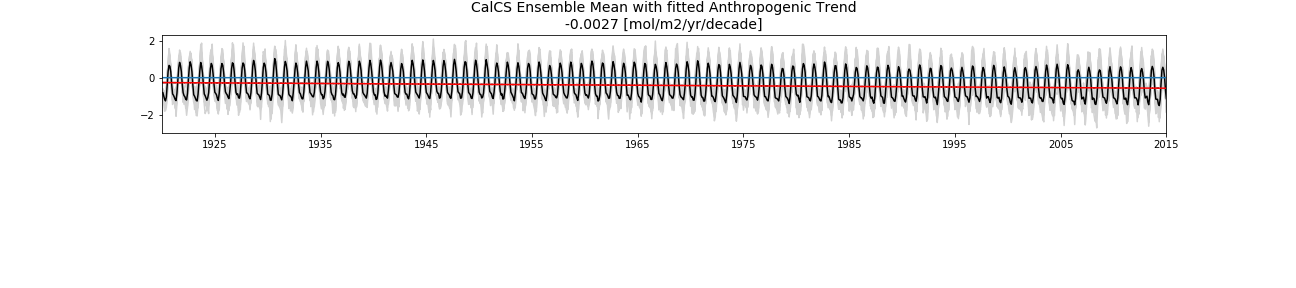 CalCS Ensemble Mean with fitted Anthropogenic Trend
-0.0027 [mol/m2/yr/decade]
2
0
−2
1925 1935 1945 1955 1965 1975 1985 1995 2005 2015